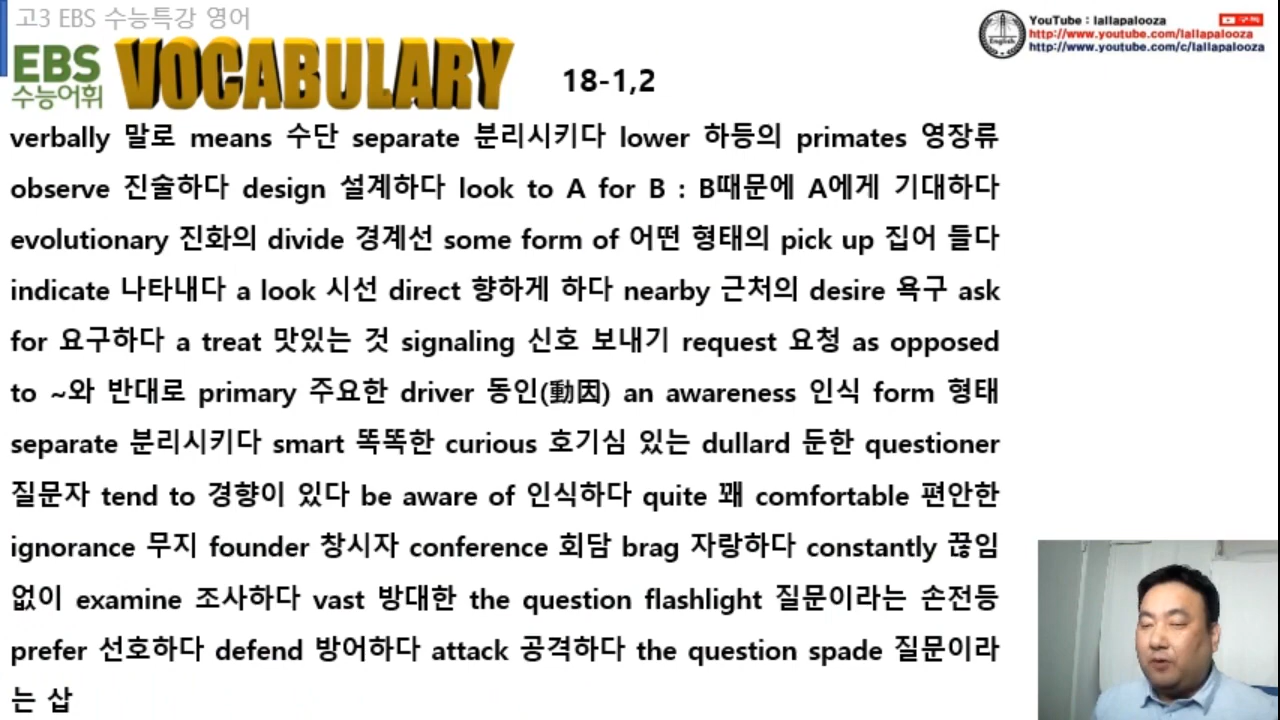 고3 EBS 수능특강 영어
EBS
수능어휘
VOCABULARY
18-1,2
English
YouTube : lallapalooza
구독
http://www.youtube.com/lallapalooza
http://www.youtube.com/c/lallapalooza
verbally 말로 means 수단 separate 분리시키다 lower 하등의 primates 영장류
observe 진술하다 design 설계하다 look to A for B : B때문에 A에게 기대하다
evolutionary 진화의 divide 경계선 some form of 어떤 형태의 pick up 집어 들다
indicate 나타내다 a look 시선 direct 향하게 하다 nearby 근처의 desire 욕구 ask
for 요구하다 a treat 맛있는 것 signaling 신호 보내기 request 요청 as opposed
to ~와 반대로 primary 주요한 driver 동인(動因) an awareness 인식 form 형태
separate 분리시키다 smart 똑똑한 curious 호기심 있는 dullard 둔한 questioner
질문자 tend to 경향이 있다 be aware of 인식하다 quite 꽤 comfortable 편안한
ignorance 무지 founder 창시자 conference 회담 brag 자랑하다 constantly 끊임
없이 examine 조사하다 vast 방대한 the question flashlight 질문이라는 손전등
prefer 선호하다 defend 방어하다 attack 공격하다 the question spade 질문이라
는 삽